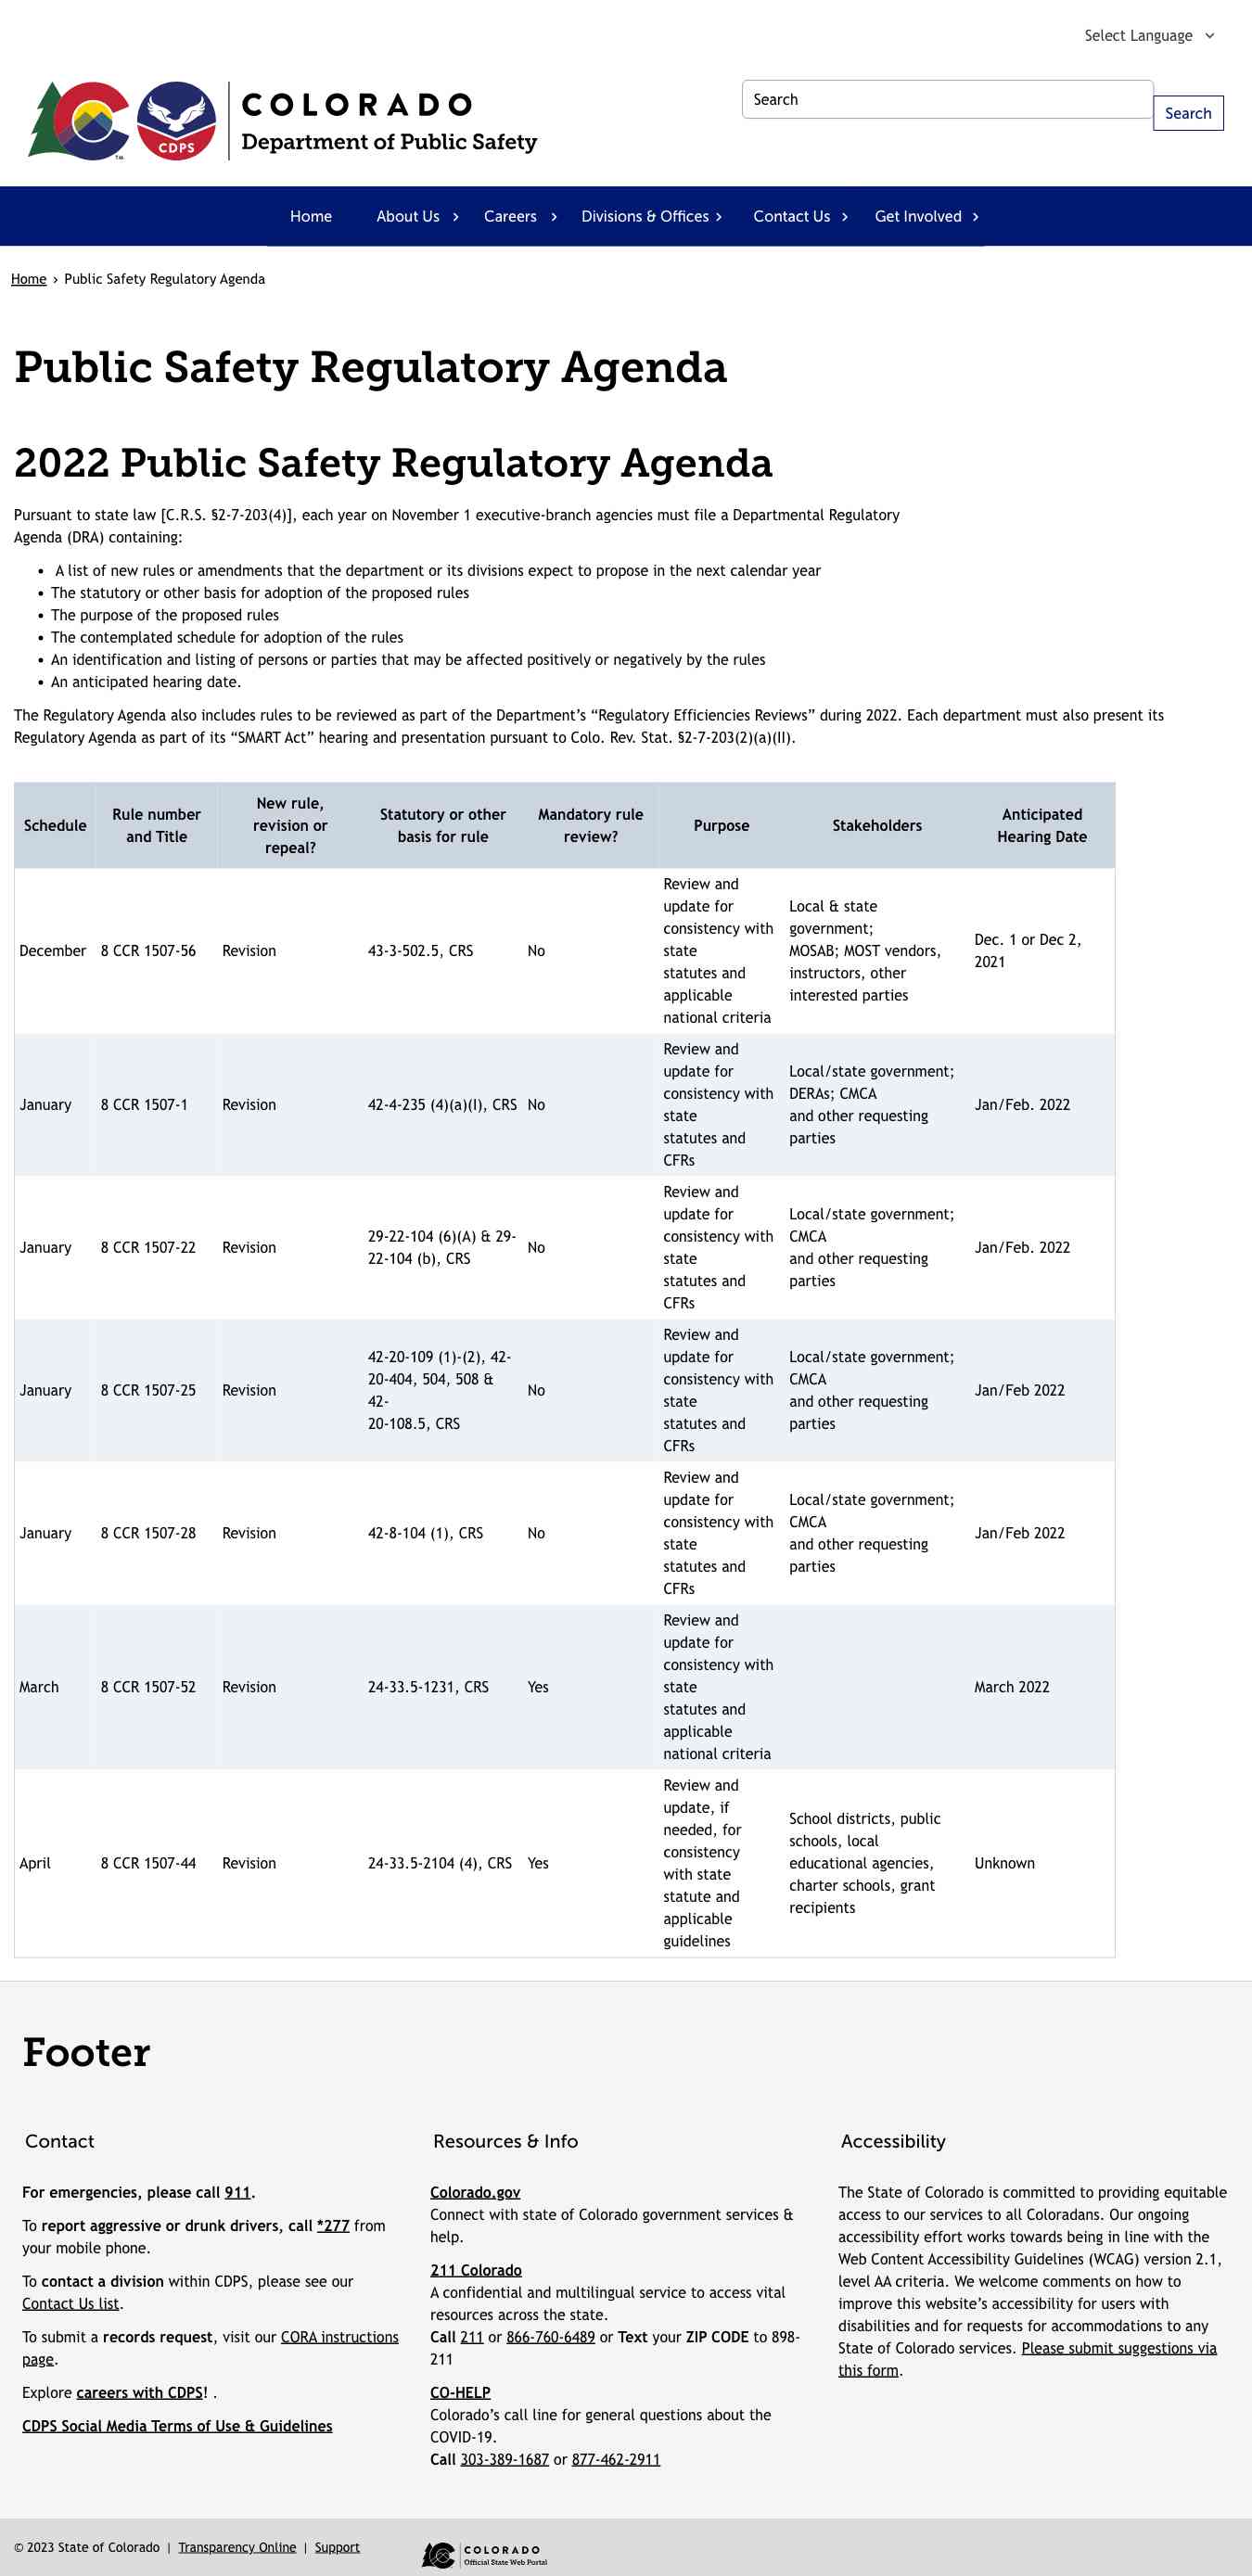 Select Language
CDPS
TM
COLORADO
Department of Public Safety
Search
Search
Home
About Us
Careers
Divisions & Offices
Contact Us
Get Involved
Home › Public Safety Regulatory Agenda
Public Safety Regulatory Agenda
2022 Public Safety Regulatory Agenda
Pursuant to state law [C.R.S. §2-7-203(4)], each year on November 1 executive-branch agencies must file a Departmental Regulatory
Agenda (DRA) containing:
• A list of new rules or amendments that the department or its divisions expect to propose in the next calendar year
• The statutory or other basis for adoption of the proposed rules
• The purpose of the proposed rules
• The contemplated schedule for adoption of the rules
• An identification and listing of persons or parties that may be affected positively or negatively by the rules
• An anticipated hearing date.
The Regulatory Agenda also includes rules to be reviewed as part of the Department’s “Regulatory Efficiencies Reviews” during 2022. Each department must also present its
Regulatory Agenda as part of its “SMART Act” hearing and presentation pursuant to Colo. Rev. Stat. §2-7-203(2)(a)(II).
Schedule
Rule number
and Title
New rule,
revision or
repeal?
Statutory or other
basis for rule
Mandatory rule
review?
Purpose
Stakeholders
Anticipated
Hearing Date
December
8 CCR 1507-56
Revision
43-3-502.5, CRS
No
Review and
update for
consistency with
state
statutes and
applicable
national criteria
Local & state
government;
MOSAB; MOST vendors,
instructors, other
interested parties
Dec. 1 or Dec 2,
2021
January
8 CCR 1507-1
Revision
42-4-235 (4)(a)(I), CRS
No
Review and
update for
consistency with
state
statutes and
CFRs
Local/state government;
DERAs; CMCA
and other requesting
parties
Jan/Feb. 2022
January
8 CCR 1507-22
Revision
29-22-104 (6)(A) & 29-
22-104 (b), CRS
No
Review and
update for
consistency with
state
statutes and
CFRs
Local/state government;
CMCA
and other requesting
parties
Jan/Feb. 2022
January
8 CCR 1507-25
Revision
42-20-109 (1)-(2), 42-
20-404, 504, 508 &
42-
20-108.5, CRS
No
Review and
update for
consistency with
state
statutes and
CFRs
Local/state government;
CMCA
and other requesting
parties
Jan/Feb 2022
January
8 CCR 1507-28
Revision
42-8-104 (1), CRS
No
Review and
update for
consistency with
state
statutes and
CFRs
Local/state government;
CMCA
and other requesting
parties
Jan/Feb 2022
March
8 CCR 1507-52
Revision
24-33.5-1231, CRS
Yes
Review and
update for
consistency with
state
statutes and
applicable
national criteria
March 2022
April
8 CCR 1507-44
Revision
24-33.5-2104 (4), CRS
Yes
Review and
update, if
needed, for
consistency
with state
statute and
applicable
guidelines
School districts, public
schools, local
educational agencies,
charter schools, grant
recipients
Unknown
Footer
Contact
For emergencies, please call 911.
To report aggressive or drunk drivers, call *277 from
your mobile phone.
To contact a division within CDPS, please see our
Contact Us list.
To submit a records request, visit our CORA instructions
page.
Explore careers with CDPS! .
CDPS Social Media Terms of Use & Guidelines
Resources & Info
Colorado.gov
Connect with state of Colorado government services &
help.
211 Colorado
A confidential and multilingual service to access vital
resources across the state.
Call 211 or 866-760-6489 or Text your ZIP CODE to 898-
211
CO-HELP
Colorado’s call line for general questions about the
COVID-19.
Call 303-389-1687 or 877-462-2911
Accessibility
The State of Colorado is committed to providing equitable
access to our services to all Coloradans. Our ongoing
accessibility effort works towards being in line with the
Web Content Accessibility Guidelines (WCAG) version 2.1,
level AA criteria. We welcome comments on how to
improve this website’s accessibility for users with
disabilities and for requests for accommodations to any
State of Colorado services. Please submit suggestions via
this form.
© 2023 State of Colorado | Transparency Online | Support
COLORADO
Official State Web Portal